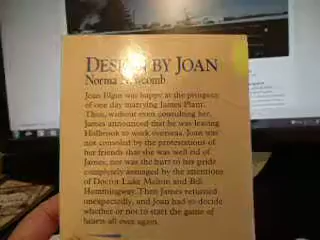 DESIGN BY JOAN
Norma Newcomb
Joan Elgin was happy at the prospect
of one day marrying James Plant.
Then, without even consulting her,
James announced that he was leaving
Holbrook to work overseas. Joan was
not consoled by the protestations of
her friends that she was well rid of
James, nor was the hurt to her pride
completely assuaged by the attentions
of Doctor Luke Melton and Bill
Hemmingway. Then James returned
unexpectedly, and Joan had to decide
whether or not to start the game of
hearts all over again.